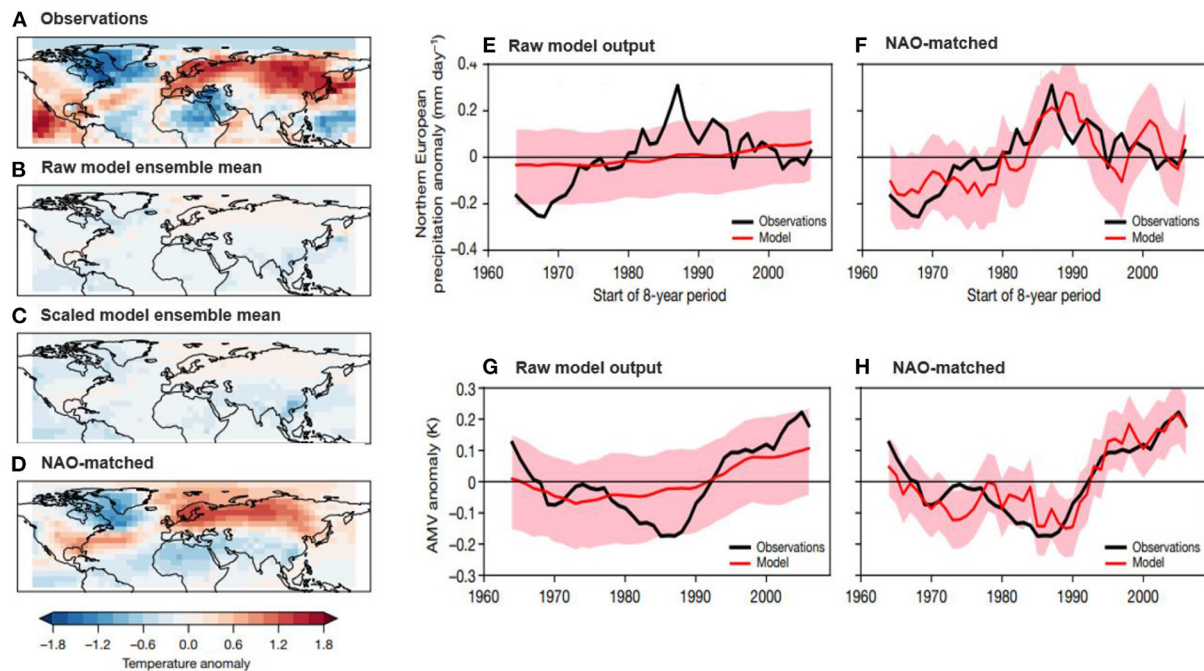 A Observations
B Raw model ensemble mean
C Scaled model ensemble mean
D NAO-matched
−1.8 −1.2 −0.6 0.0 0.6 1.2 1.8
Temperature anomaly
E Raw model output
Northern European
precipitation anomaly (mm day⁻¹)
0.4
0.2
0
−0.2
−0.4
Observations
Model
1960 1970 1980 1990 2000
Start of 8-year period
F NAO-matched
Observations
Model
1960 1970 1980 1990 2000
Start of 8-year period
G Raw model output
AMV anomaly (K)
0.3
0.2
0.1
0
−0.1
−0.2
−0.3
Observations
Model
1960 1970 1980 1990 2000
H NAO-matched
Observations
Model
1960 1970 1980 1990 2000